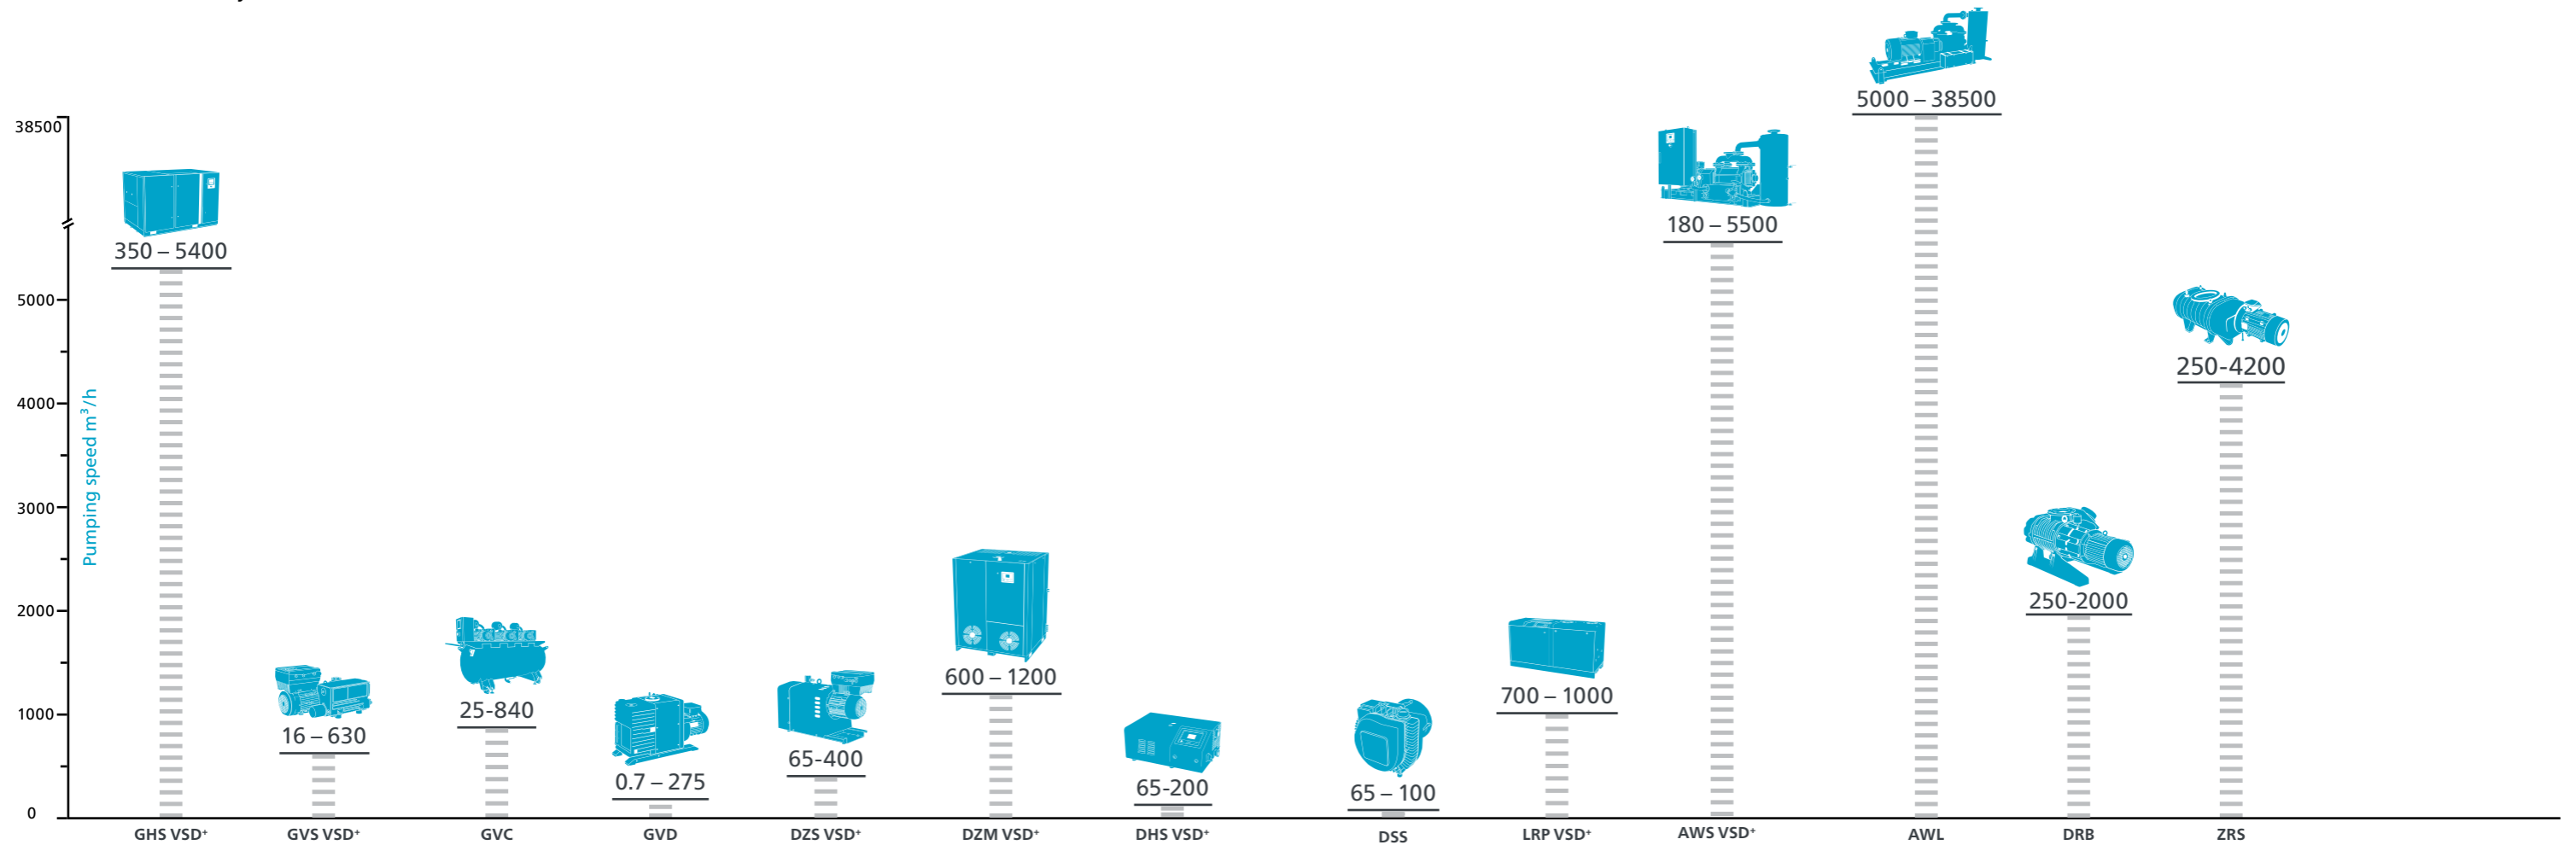 5000 – 38500
38500
180 – 5500
350 – 5400
5000
250-4200
4000
Pumping speed m³/h
3000
250-2000
2000
600 – 1200
700 – 1000
25-840
1000
16 – 630
65-400
0.7 – 275
65-200
65 – 100
0
GHS VSD⁺ GVS VSD⁺ GVC GVD DZS VSD⁺ DZM VSD⁺ DHS VSD⁺ DSS LRP VSD⁺ AWS VSD⁺ AWL DRB ZRS